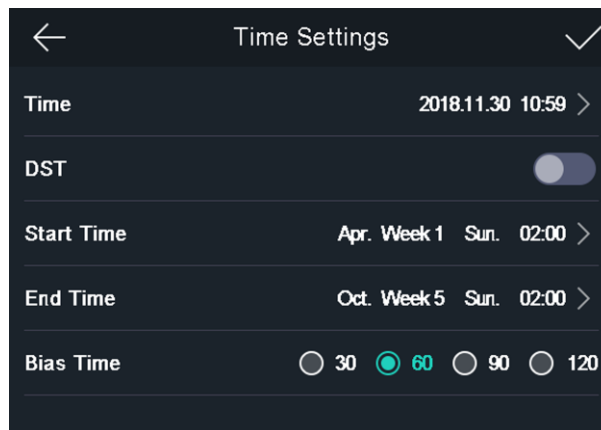 Time Settings
Time 2018.11.30 10:59
DST
Start Time Apr. Week 1 Sun. 02:00
End Time Oct. Week 5 Sun. 02:00
Bias Time 30 60 90 120